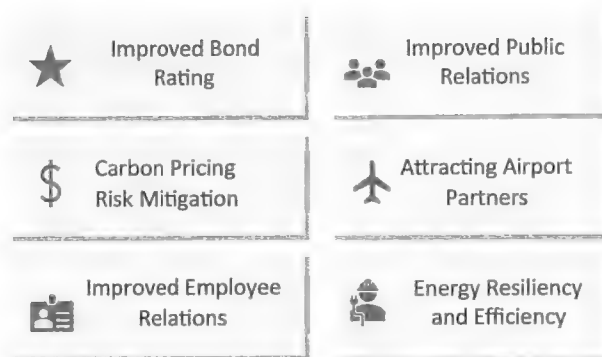 Improved Bond
Rating
Improved Public
Relations
$
Carbon Pricing
Risk Mitigation
Attracting Airport
Partners
Improved Employee
Relations
Energy Resiliency
and Efficiency